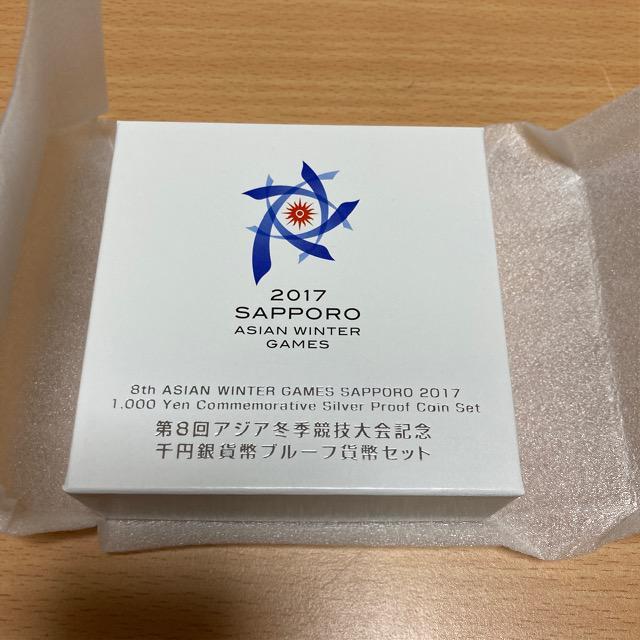 2017
SAPPORO
ASIAN WINTER
GAMES
8th ASIAN WINTER GAMES SAPPORO 2017
1,000 Yen Commemorative Silver Proof Coin Set
第8回アジア冬季競技大会記念
千円銀貨幣プルーフ貨幣セット